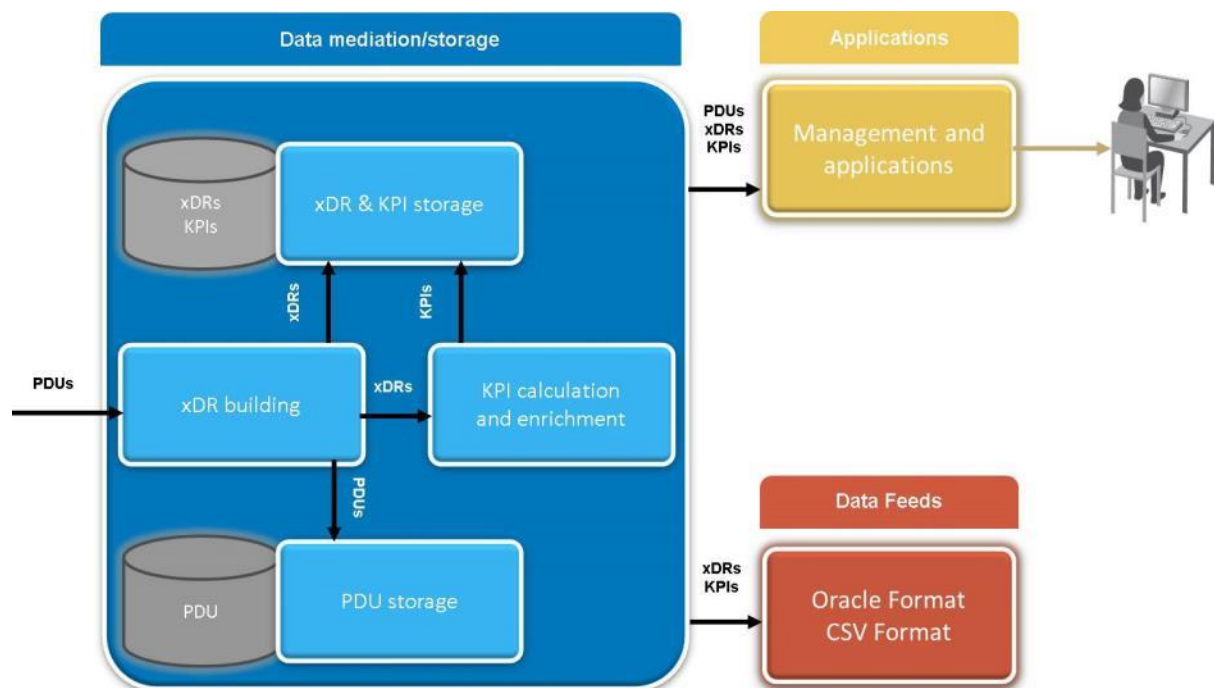 Data mediation/storage
Applications
PDUs
xDRs
KPIs
Management and
applications
xDRs
KPIs
xDR & KPI storage
xDRs
KPIs
PDUs
xDR building
xDRs
KPI calculation
and enrichment
PDUs
PDU
PDU storage
Data Feeds
xDRs
KPIs
Oracle Format
CSV Format